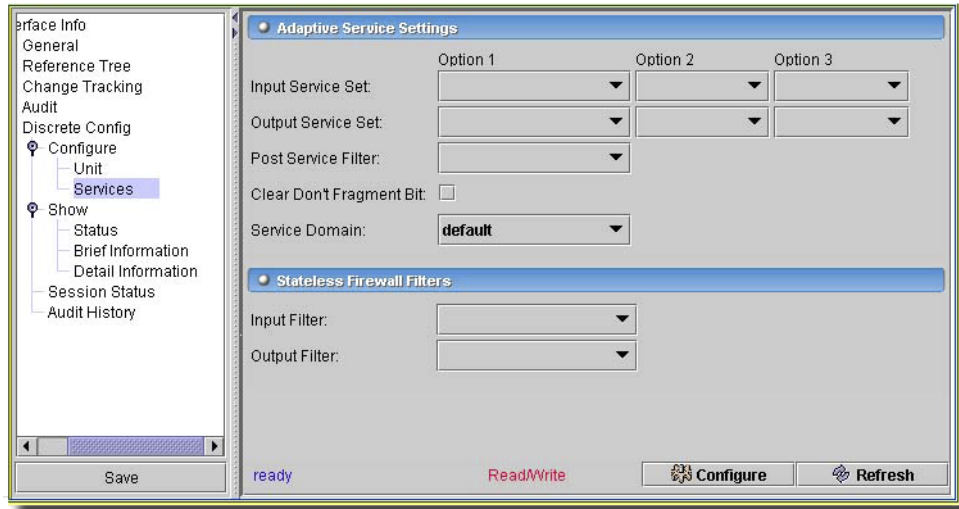 erface Info
General
Reference Tree
Change Tracking
Audit
Discrete Config
Configure
Unit
Services
Show
Status
Brief Information
Detail Information
Session Status
Audit History
Save
Adaptive Service Settings
Option 1 Option 2 Option 3
Input Service Set:
Output Service Set:
Post Service Filter:
Clear Don't Fragment Bit:
Service Domain: default
Stateless Firewall Filters
Input Filter:
Output Filter:
ready Read/Write Configure Refresh